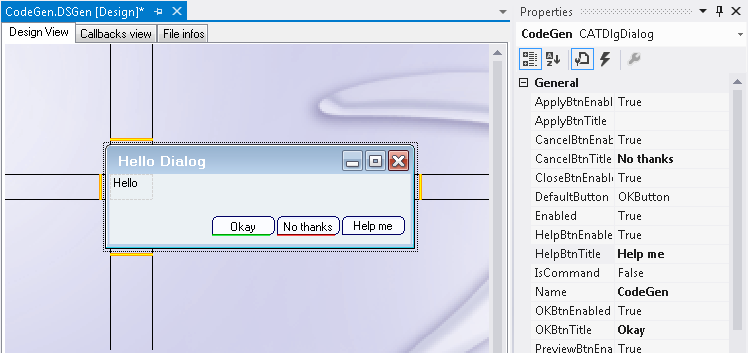 CodeGen.DSGen [Design]*
Design View Callbacks view File infos
Hello Dialog
Hello
Okay No thanks Help me
Properties
CodeGen CATDlgDialog
General
ApplyBtnEnabl True
ApplyBtnTitle
CancelBtnEnab True
CancelBtnTitle No thanks
CloseBtnEnabl True
DefaultButton OKButton
Enabled True
HelpBtnEnable True
HelpBtnTitle Help me
IsCommand False
Name CodeGen
OKBtnEnabled True
OKBtnTitle Okay
PreviewBtnEna True